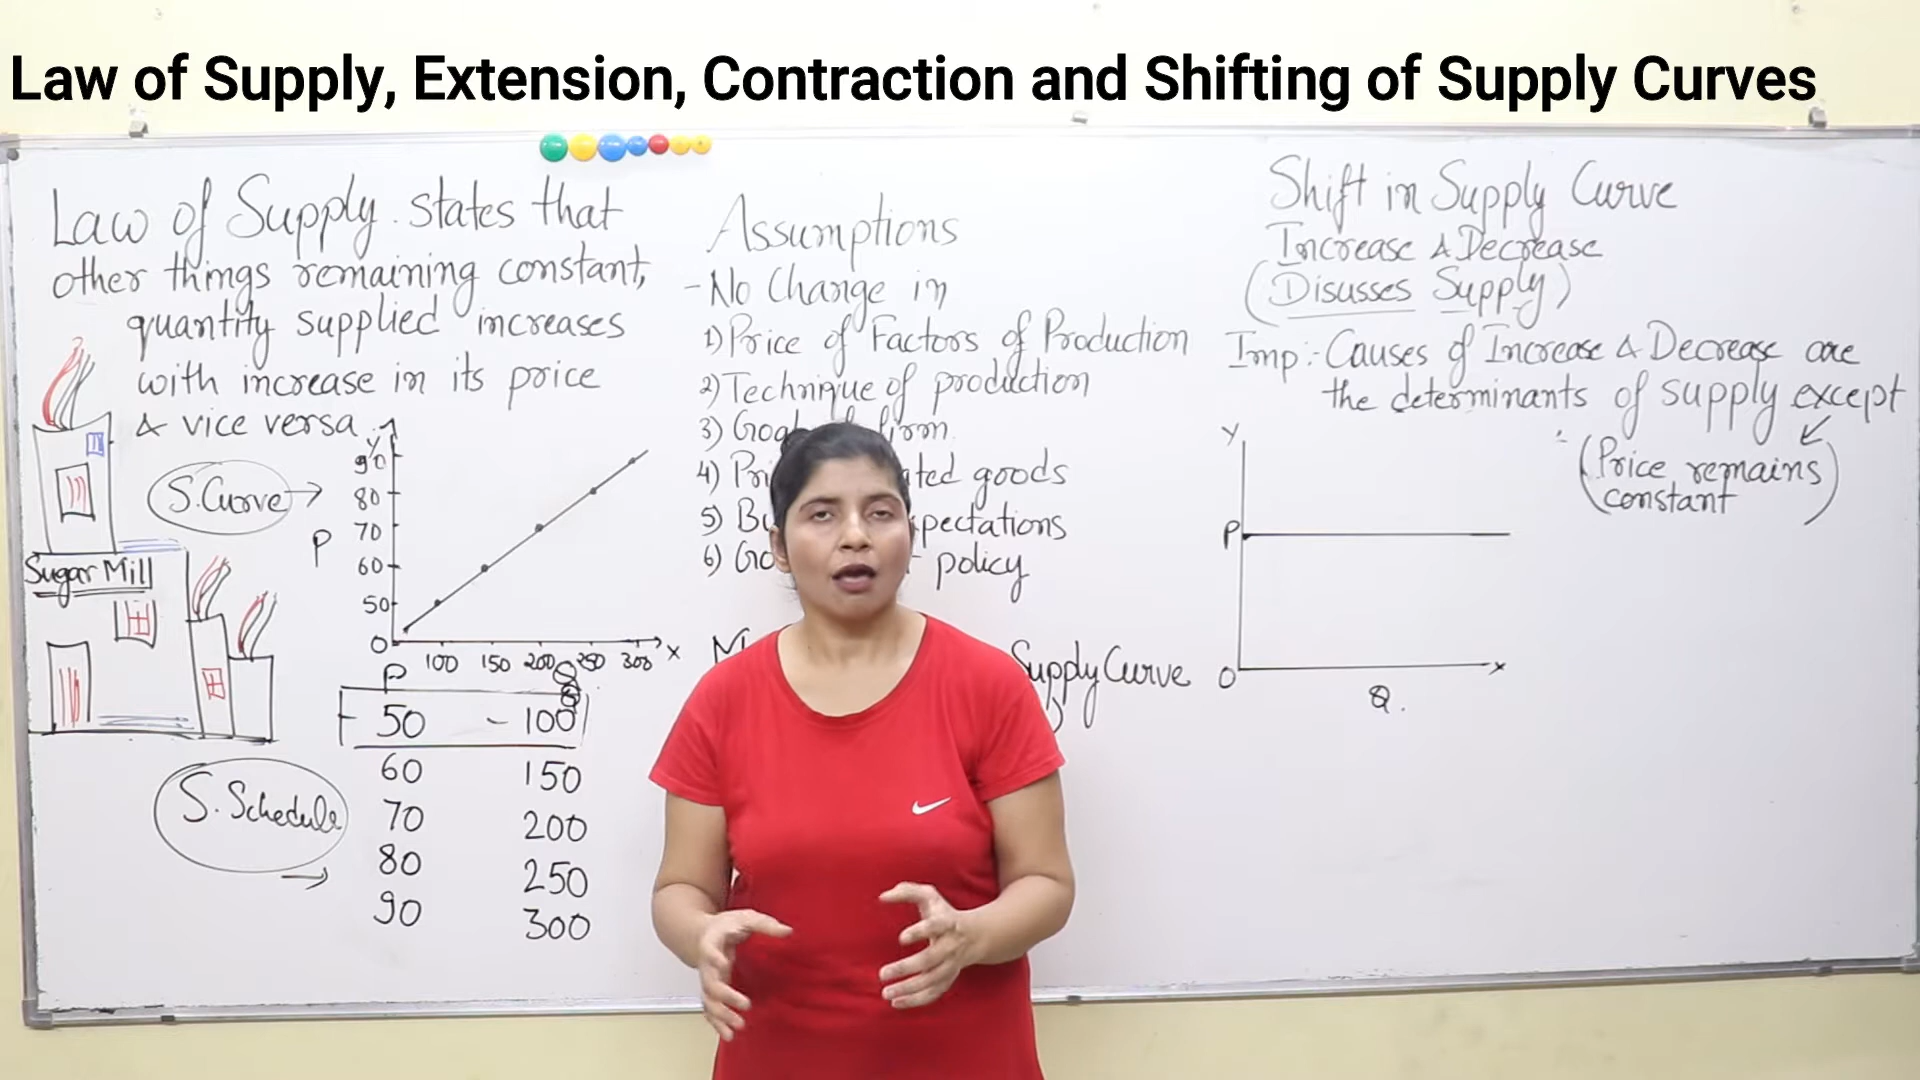 Law of Supply, Extension, Contraction and Shifting of Supply Curves
Law of Supply states that
other things remaining constant,
quantity supplied increases
with increase in its price
& vice versa.
S. Curve
Sugar Mill
Y
90
80
70
60
50
P
O
100 150 200 250 300 X
P Q
50 - 100
60 150
70 200
80 250
90 300
S. Schedule
Assumptions
- No Change in
1) Price of Factors of Production
2) Technique of production
3) firm
4) goods
5)
6) policy
Supply Curve
Shift in Supply Curve
Increase & Decrease
(Disusses Supply)
Imp:- Causes of Increase & Decrease are
the determinants of supply except
(Price remains
constant)
Y
P
O
X
Q.